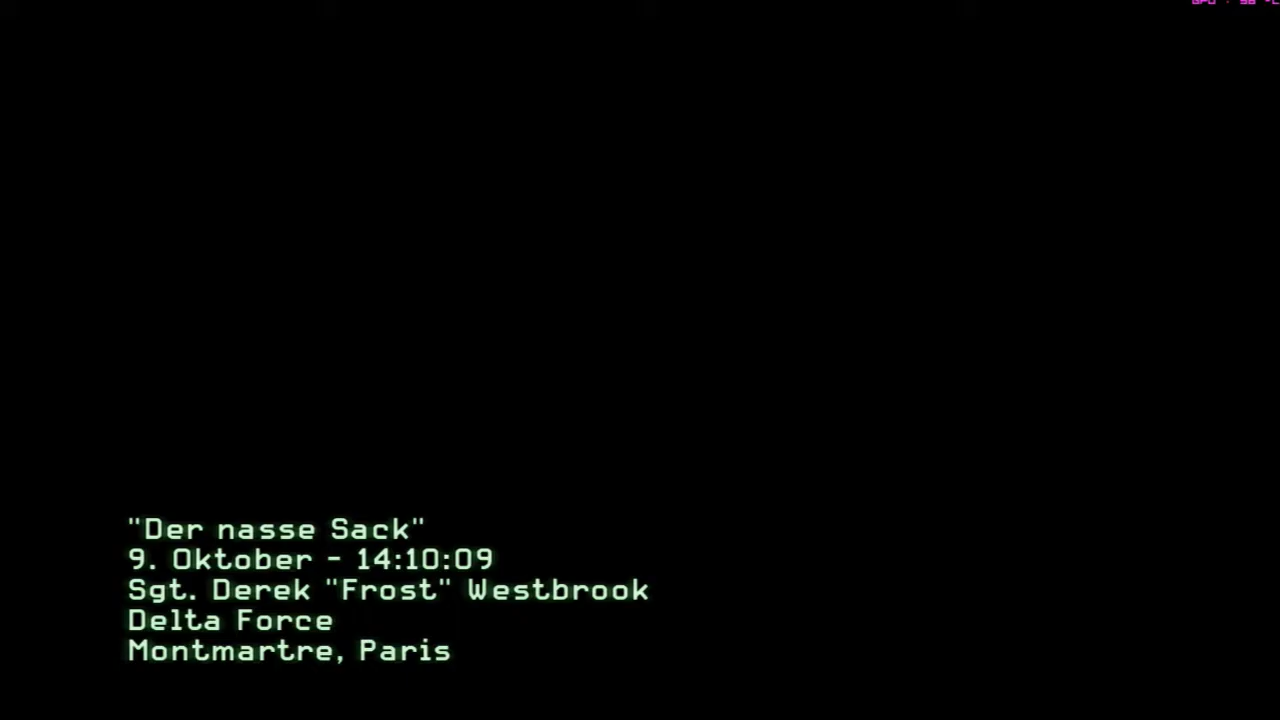 "Der nasse Sack"
9. Oktober - 14:10:09
Sgt. Derek "Frost" Westbrook
Delta Force
Montmartre, Paris